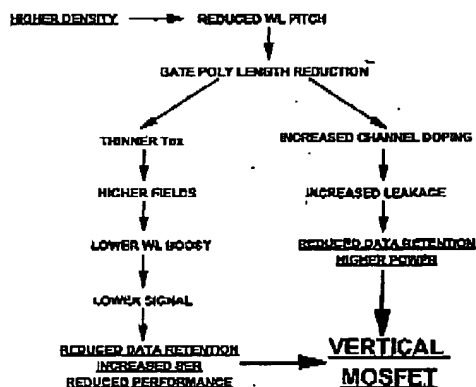 HIGHER DENSITY
REDUCED WL PITCH
GATE POLY LENGTH REDUCTION
THINNER Tox
INCREASED CHANNEL DOPING
HIGHER FIELDS
INCREASED LEAKAGE
LOWER WL BOOST
REDUCED DATA RETENTION
HIGHER POWER
LOWER SIGNAL
REDUCED DATA RETENTION
INCREASED SER
REDUCED PERFORMANCE
VERTICAL
MOSFET